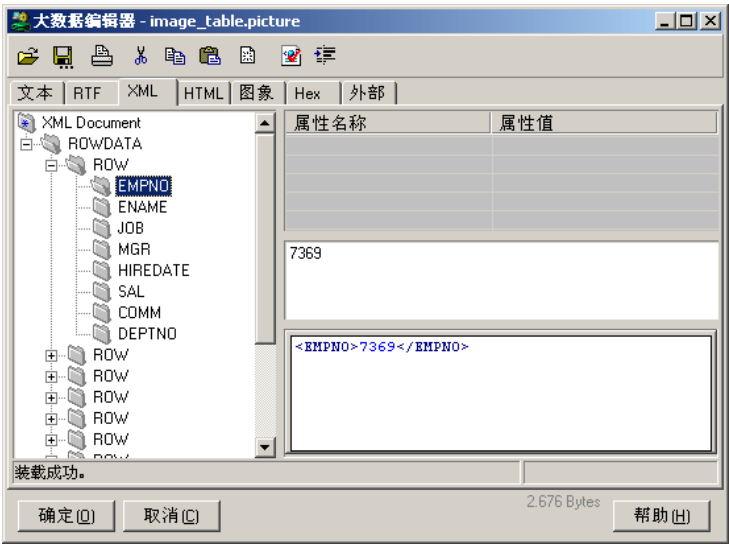 大数据编辑器 - image_table.picture
文本 RTF XML HTML 图象 Hex 外部
XML Document
ROWDATA
ROW
EMPNO
ENAME
JOB
MGR
HIREDATE
SAL
COMM
DEPTNO
ROW
ROW
ROW
ROW
ROW
属性名称 属性值
7369
<EMPNO>7369</EMPNO>
装载成功。
2.676 Bytes
确定(O) 取消(C) 帮助(H)